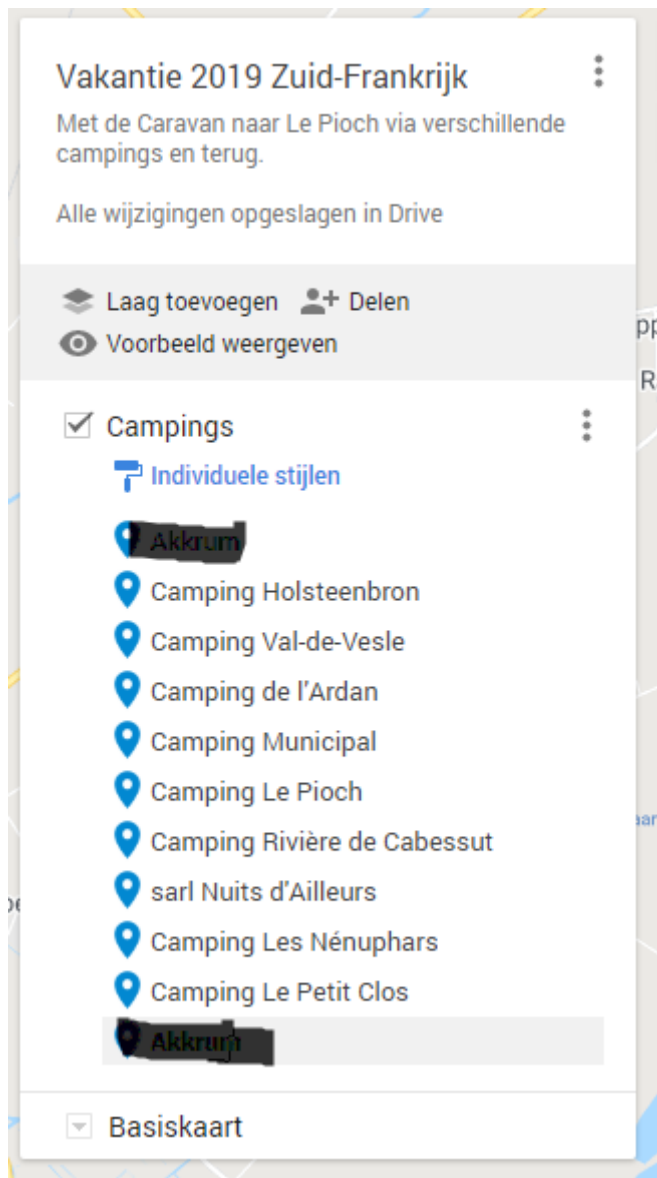 Vakantie 2019 Zuid-Frankrijk
Met de Caravan naar Le Pioch via verschillende
campings en terug.
Alle wijzigingen opgeslagen in Drive
Laag toevoegen Delen
Voorbeeld weergeven
Campings
Individuele stijlen
Akkrum
Camping Holsteenbron
Camping Val-de-Vesle
Camping de l'Ardan
Camping Municipal
Camping Le Pioch
Camping Rivière de Cabessut
sarl Nuits d'Ailleurs
Camping Les Nénuphars
Camping Le Petit Clos
Akkrum
Basiskaart